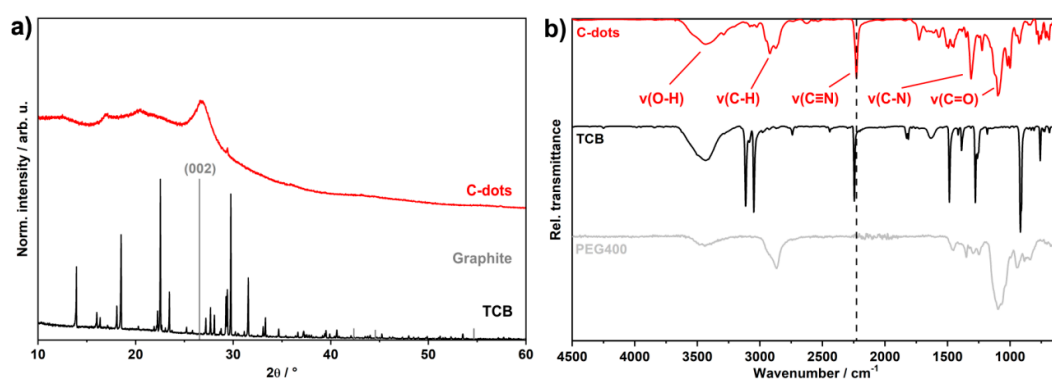 a)
Norm. intensity / arb. u.
(002)
C-dots
Graphite
TCB
10 20 30 40 50 60
2θ / °
b)
Rel. transmittance
C-dots
ν(O-H) ν(C-H) ν(C≡N) ν(C-N) ν(C=O)
TCB
PEG400
4500 4000 3500 3000 2500 2000 1500 1000
Wavenumber / cm⁻¹